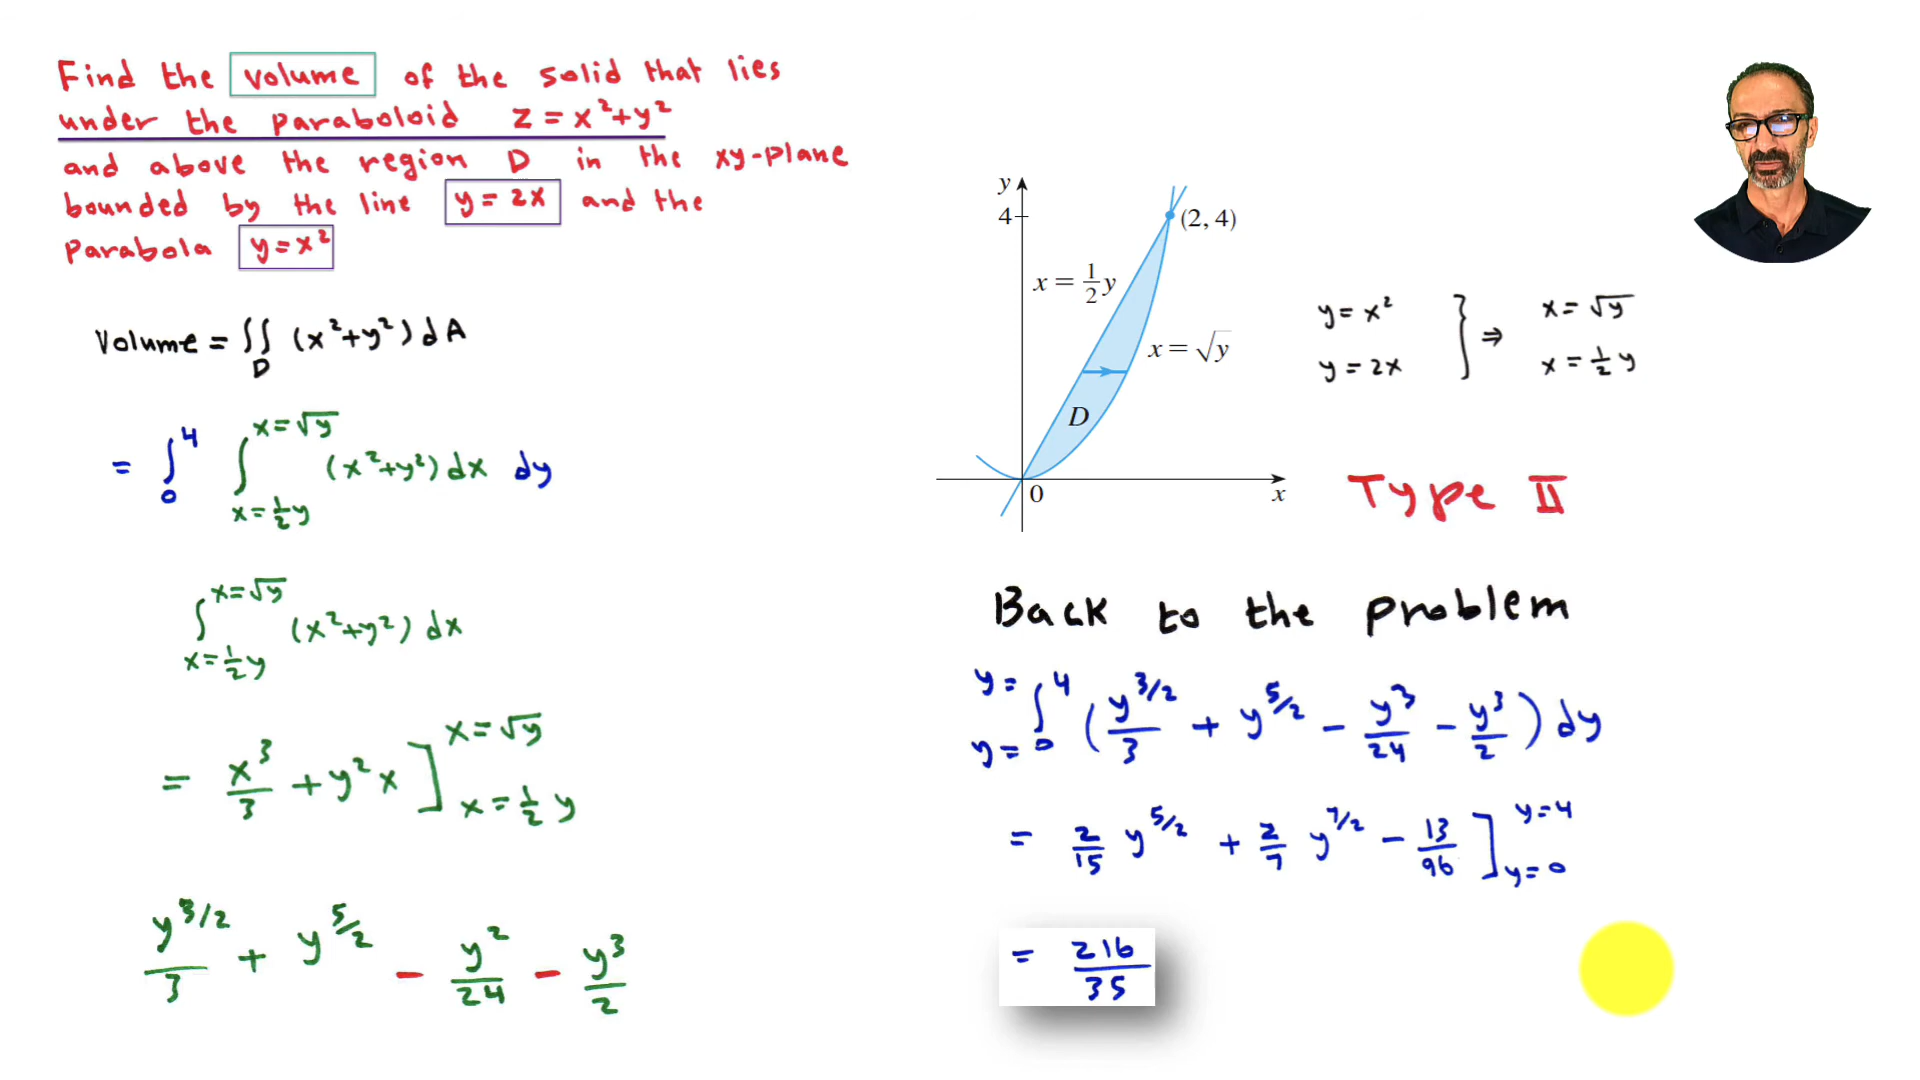 Find the volume of the solid that lies
under the paraboloid z = x²+y²
and above the region D in the xy-plane
bounded by the line y = 2x and the
Parabola y = x²
Volume = ∬_D (x²+y²) dA
= ∫_0^4 ∫_{x=½y}^{x=√y} (x²+y²) dx dy
∫_{x=½y}^{x=√y} (x²+y²) dx
= x³/3 + y²x ]_{x=½y}^{x=√y}
y^{3/2}/3 + y^{5/2} − y²/24 − y³/2
y
4
(2, 4)
x = ½y
x = √y
D
0
x
y = x² } ⇒ x = √y
y = 2x x = ½y
Type II
Back to the problem
∫_{y=0}^{y=4} (y^{3/2}/3 + y^{5/2} − y³/24 − y³/2) dy
= 2/15 y^{5/2} + 2/7 y^{7/2} − 13/96 ]_{y=0}^{y=4}
= 216/35